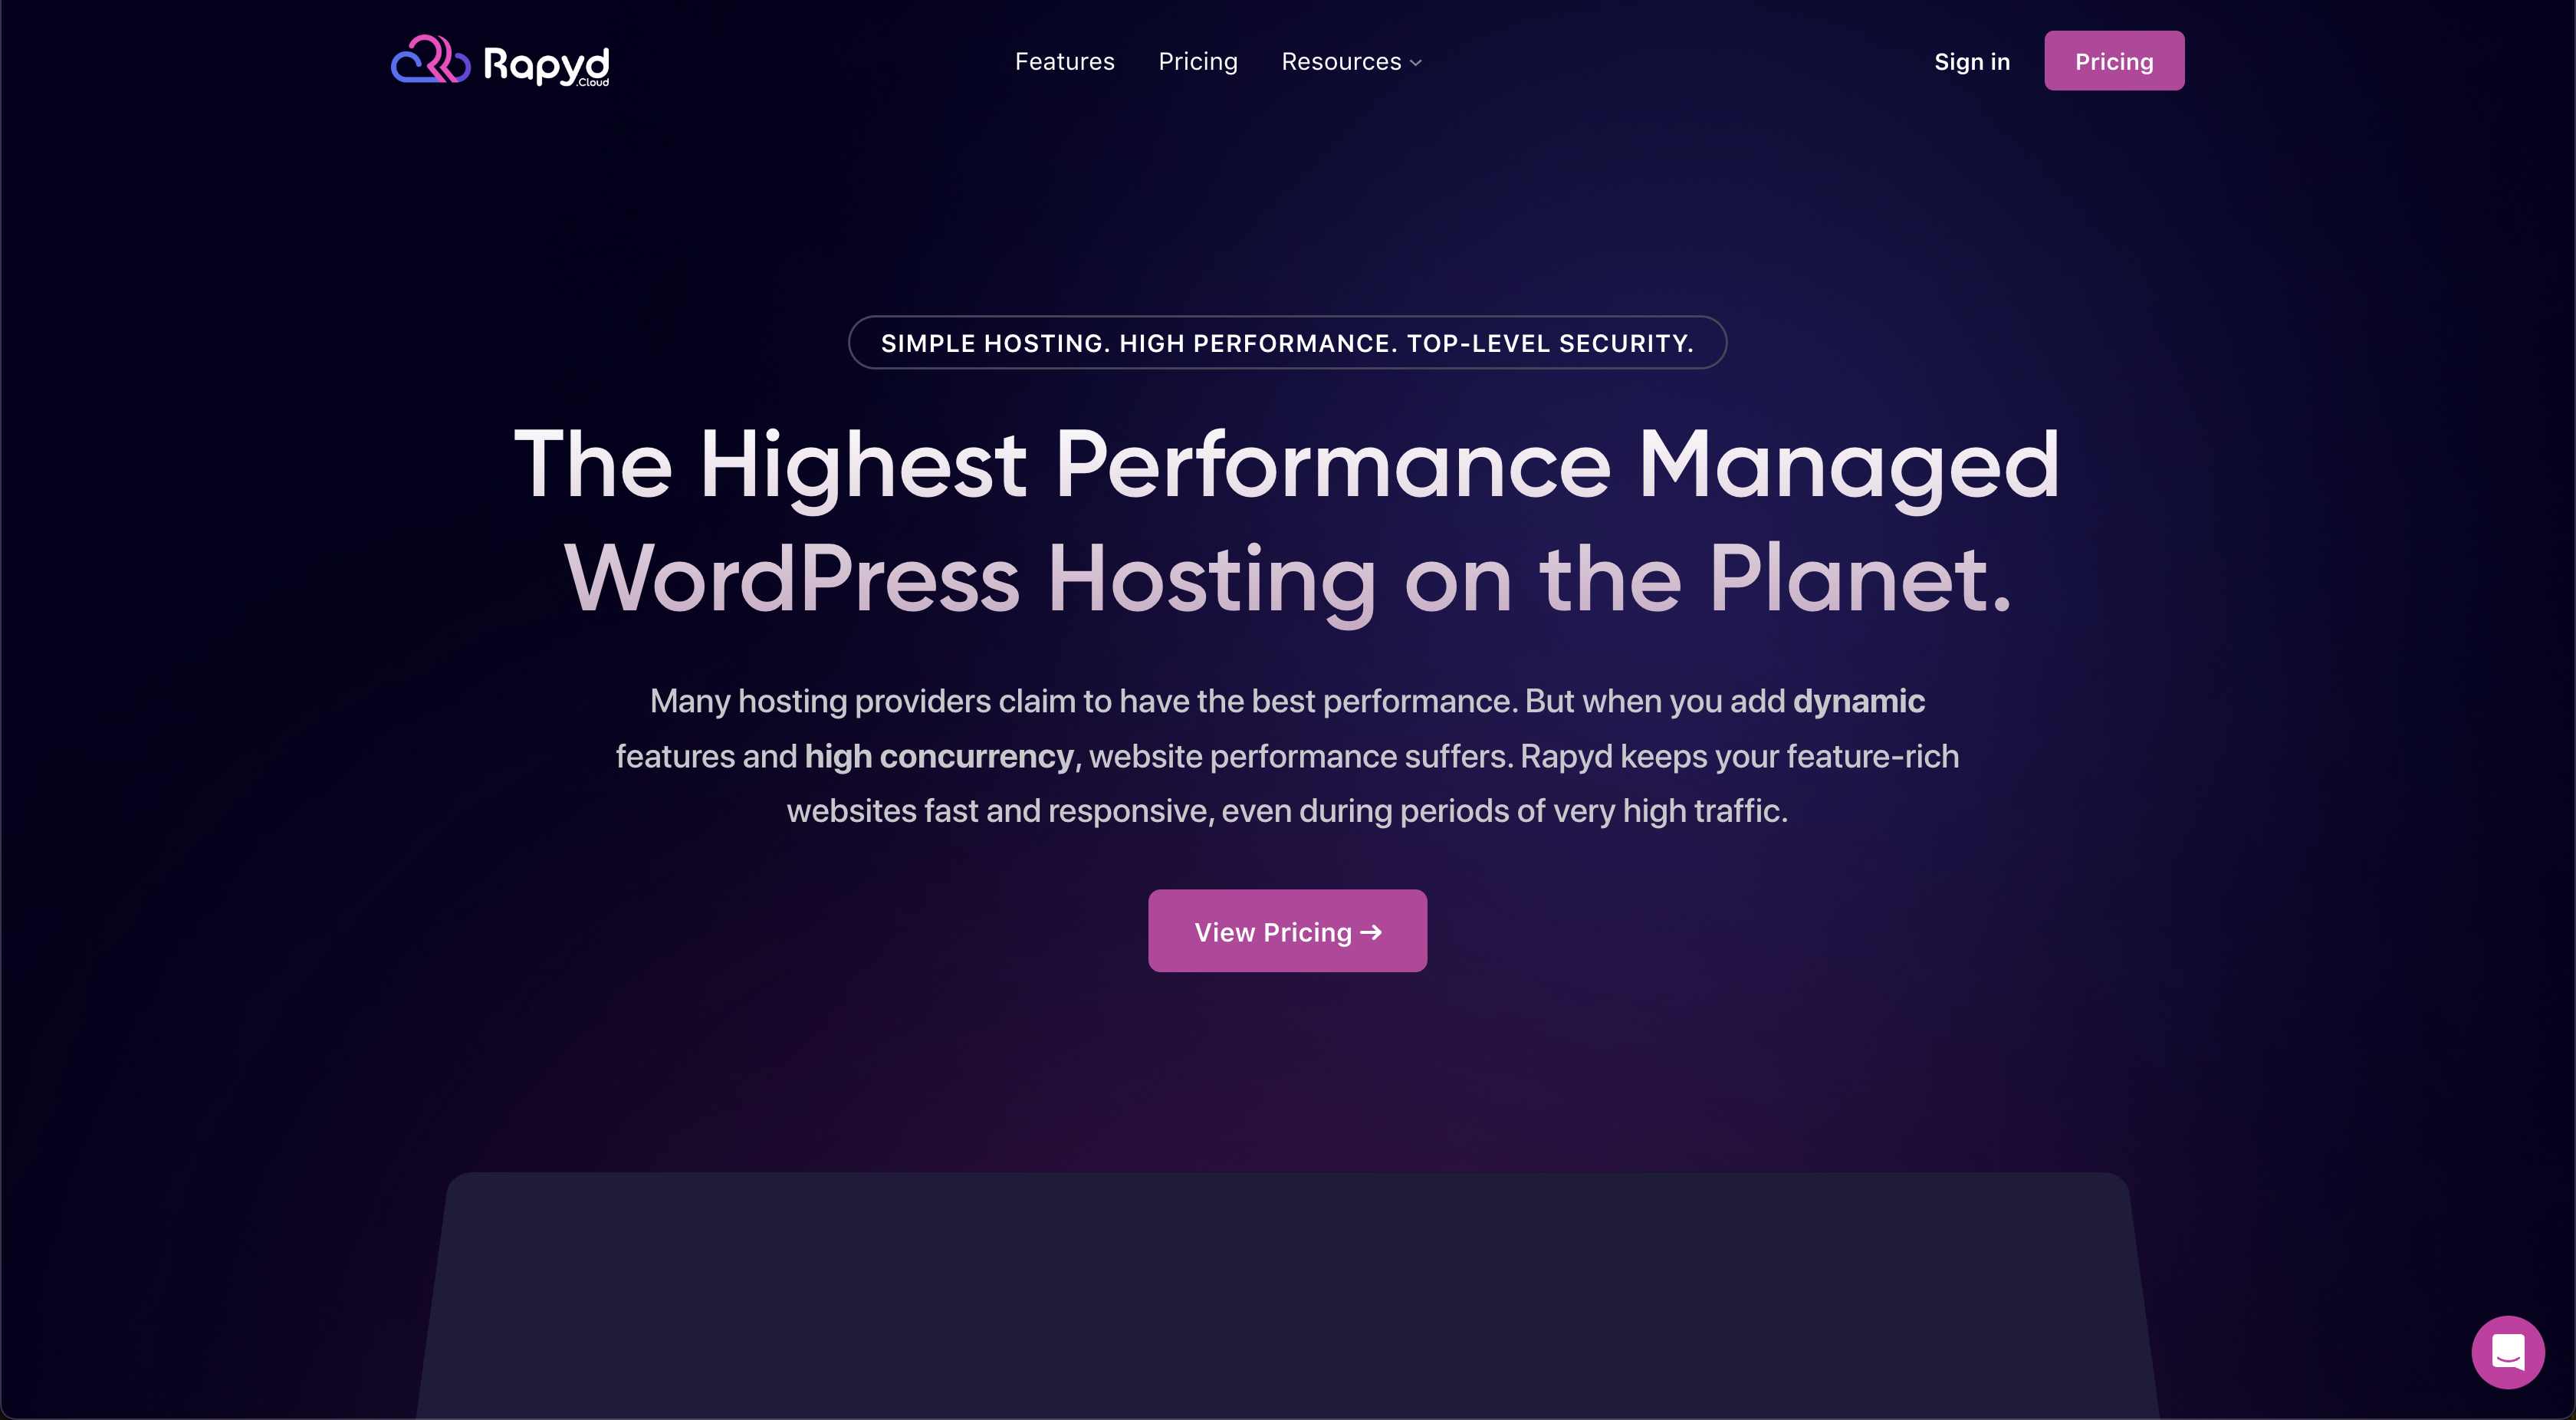 Rapyd
.Cloud
Features
Pricing
Resources
Sign in
Pricing
SIMPLE HOSTING. HIGH PERFORMANCE. TOP-LEVEL SECURITY.
The Highest Performance Managed
WordPress Hosting on the Planet.
Many hosting providers claim to have the best performance. But when you add dynamic
features and high concurrency, website performance suffers. Rapyd keeps your feature-rich
websites fast and responsive, even during periods of very high traffic.
View Pricing →